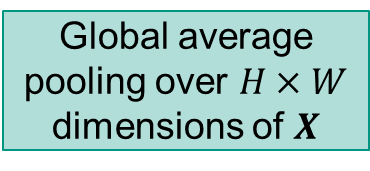 Global average
pooling over H × W
dimensions of X